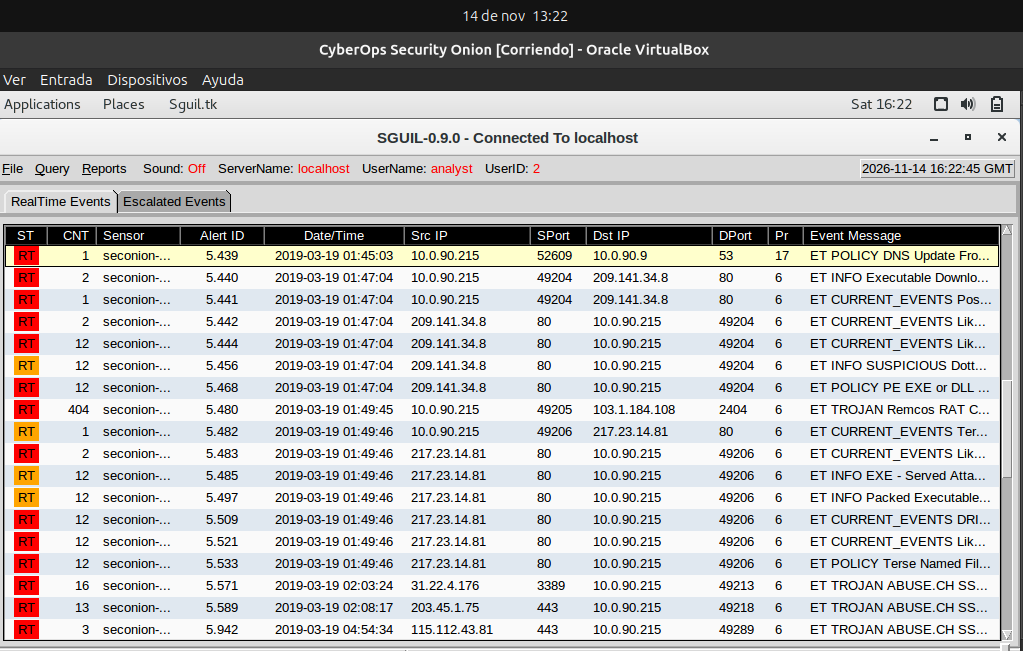 14 de nov 13:22
CyberOps Security Onion [Corriendo] - Oracle VirtualBox
Ver Entrada Dispositivos Ayuda
Applications Places Sguil.tk Sat 16:22
SGUIL-0.9.0 - Connected To localhost
File Query Reports Sound: Off ServerName: localhost UserName: analyst UserID: 2 2026-11-14 16:22:45 GMT
RealTime Events Escalated Events
ST CNT Sensor Alert ID Date/Time Src IP SPort Dst IP DPort Pr Event Message
RT 1 seconion-... 5.439 2019-03-19 01:45:03 10.0.90.215 52609 10.0.90.9 53 17 ET POLICY DNS Update Fro...
RT 2 seconion-... 5.440 2019-03-19 01:47:04 10.0.90.215 49204 209.141.34.8 80 6 ET INFO Executable Downlo...
RT 1 seconion-... 5.441 2019-03-19 01:47:04 10.0.90.215 49204 209.141.34.8 80 6 ET CURRENT_EVENTS Pos...
RT 2 seconion-... 5.442 2019-03-19 01:47:04 209.141.34.8 80 10.0.90.215 49204 6 ET CURRENT_EVENTS Lik...
RT 12 seconion-... 5.444 2019-03-19 01:47:04 209.141.34.8 80 10.0.90.215 49204 6 ET CURRENT_EVENTS Lik...
RT 12 seconion-... 5.456 2019-03-19 01:47:04 209.141.34.8 80 10.0.90.215 49204 6 ET INFO SUSPICIOUS Dott...
RT 12 seconion-... 5.468 2019-03-19 01:47:04 209.141.34.8 80 10.0.90.215 49204 6 ET POLICY PE EXE or DLL ...
RT 404 seconion-... 5.480 2019-03-19 01:49:45 10.0.90.215 49205 103.1.184.108 2404 6 ET TROJAN Remcos RAT C...
RT 1 seconion-... 5.482 2019-03-19 01:49:46 10.0.90.215 49206 217.23.14.81 80 6 ET CURRENT_EVENTS Ter...
RT 2 seconion-... 5.483 2019-03-19 01:49:46 217.23.14.81 80 10.0.90.215 49206 6 ET CURRENT_EVENTS Lik...
RT 12 seconion-... 5.485 2019-03-19 01:49:46 217.23.14.81 80 10.0.90.215 49206 6 ET INFO EXE - Served Atta...
RT 12 seconion-... 5.497 2019-03-19 01:49:46 217.23.14.81 80 10.0.90.215 49206 6 ET INFO Packed Executable...
RT 12 seconion-... 5.509 2019-03-19 01:49:46 217.23.14.81 80 10.0.90.215 49206 6 ET CURRENT_EVENTS DRI...
RT 12 seconion-... 5.521 2019-03-19 01:49:46 217.23.14.81 80 10.0.90.215 49206 6 ET CURRENT_EVENTS Lik...
RT 12 seconion-... 5.533 2019-03-19 01:49:46 217.23.14.81 80 10.0.90.215 49206 6 ET POLICY Terse Named Fil...
RT 16 seconion-... 5.571 2019-03-19 02:03:24 31.22.4.176 3389 10.0.90.215 49213 6 ET TROJAN ABUSE.CH SS...
RT 13 seconion-... 5.589 2019-03-19 02:08:17 203.45.1.75 443 10.0.90.215 49218 6 ET TROJAN ABUSE.CH SS...
RT 3 seconion-... 5.942 2019-03-19 04:54:34 115.112.43.81 443 10.0.90.215 49289 6 ET TROJAN ABUSE.CH SS...